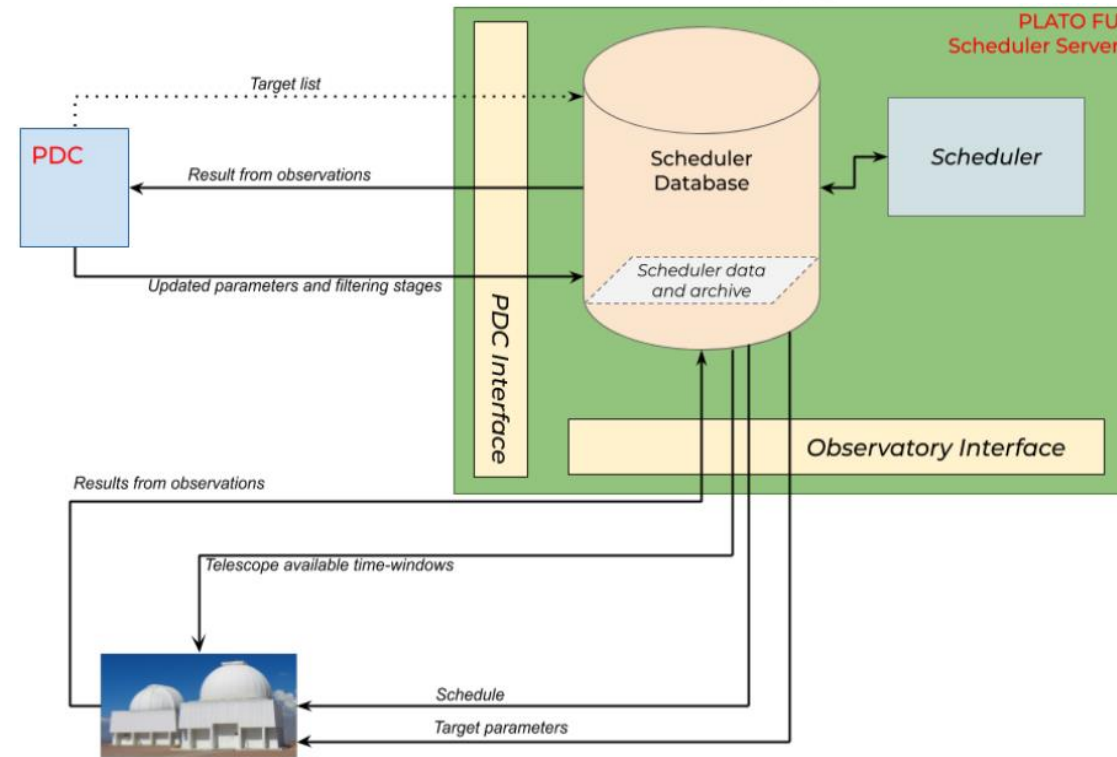 PLATO FU
Scheduler Server
Target list
PDC
Scheduler
Database
Scheduler
Result from observations
Scheduler data
and archive
Updated parameters and filtering stages
PDC Interface
Observatory Interface
Results from observations
Telescope available time-windows
Schedule
Target parameters